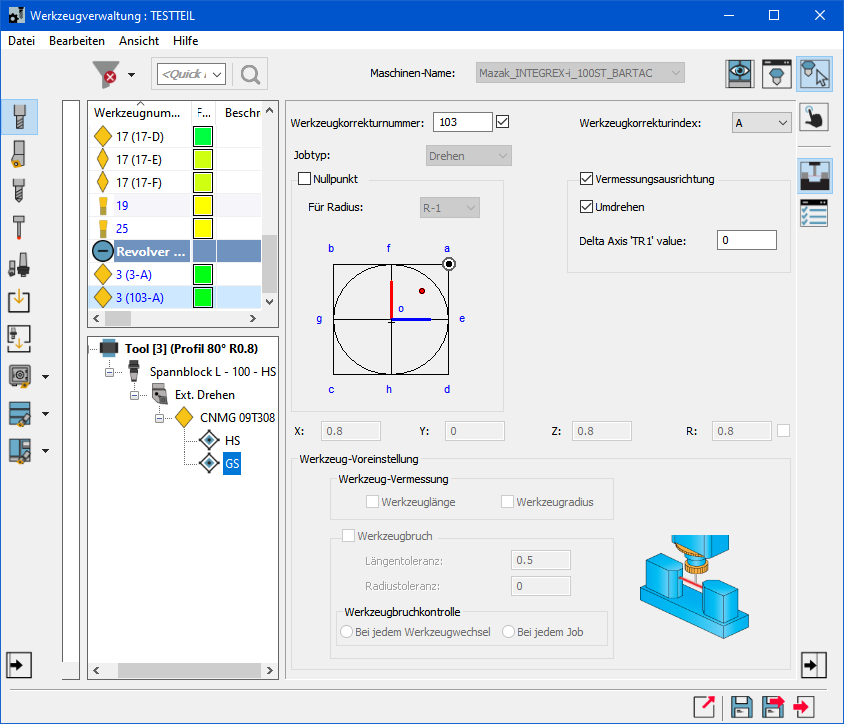 Werkzeugverwaltung : TESTTEIL
Datei Bearbeiten Ansicht Hilfe
Maschinen-Name: Mazak_INTEGREX-i_100ST_BARTAC
Werkzeugnum... F... Beschre
17 (17-D)
17 (17-E)
17 (17-F)
19
25
Revolver ...
3 (3-A)
3 (103-A)
Tool [3] (Profil 80° R0.8)
Spannblock L - 100 - HS
Ext. Drehen
CNMG 09T308
HS
GS
Werkzeugkorrekturnummer: 103
Werkzeugkorrekturindex: A
Jobtyp: Drehen
Nullpunkt
Für Radius: R-1
b f a
g o e
c h d
Vermessungsausrichtung
Umdrehen
Delta Axis 'TR1' value: 0
X: 0.8 Y: 0 Z: 0.8 R: 0.8
Werkzeug-Voreinstellung
Werkzeug-Vermessung
Werkzeuglänge Werkzeugradius
Werkzeugbruch
Längentoleranz: 0.5
Radiustoleranz: 0
Werkzeugbruchkontrolle
Bei jedem Werkzeugwechsel Bei jedem Job